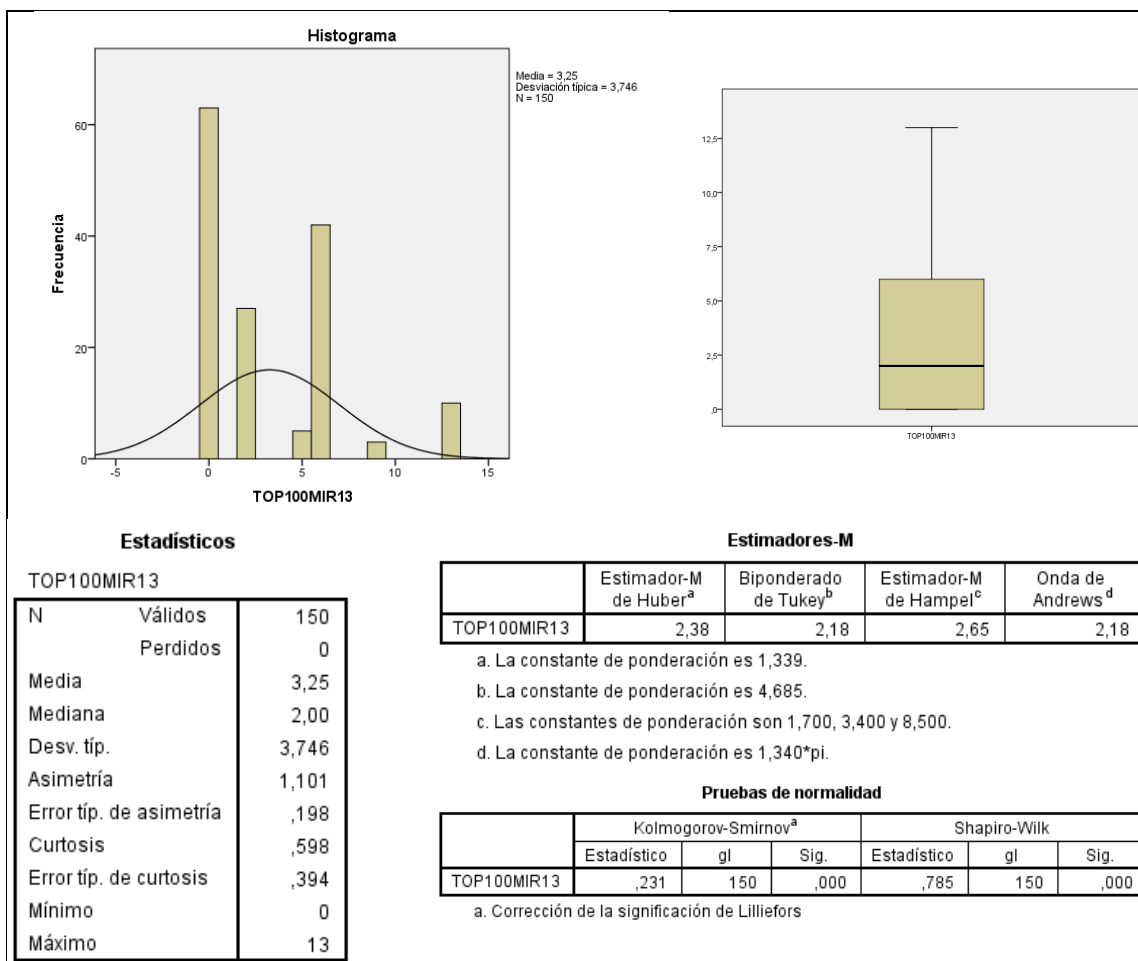 Histograma
Media = 3,25
Desviación típica = 3,746
N = 150
Frecuencia
60
40
20
0
-5 0 5 10 15
TOP100MIR13
12,5
10,0
7,5
5,0
2,5
,0
TOP100MIR13
Estadísticos
TOP100MIR13
N Válidos 150
Perdidos 0
Media 3,25
Mediana 2,00
Desv. típ. 3,746
Asimetría 1,101
Error típ. de asimetría ,198
Curtosis ,598
Error típ. de curtosis ,394
Mínimo 0
Máximo 13
Estimadores-M
Estimador-M Biponderado Estimador-M Onda de
de Huberª de Tukeyᵇ de Hampelᶜ Andrewsᵈ
TOP100MIR13 2,38 2,18 2,65 2,18
a. La constante de ponderación es 1,339.
b. La constante de ponderación es 4,685.
c. Las constantes de ponderación son 1,700, 3,400 y 8,500.
d. La constante de ponderación es 1,340*pi.
Pruebas de normalidad
Kolmogorov-Smirnovª Shapiro-Wilk
Estadístico gl Sig. Estadístico gl Sig.
TOP100MIR13 ,231 150 ,000 ,785 150 ,000
a. Corrección de la significación de Lilliefors